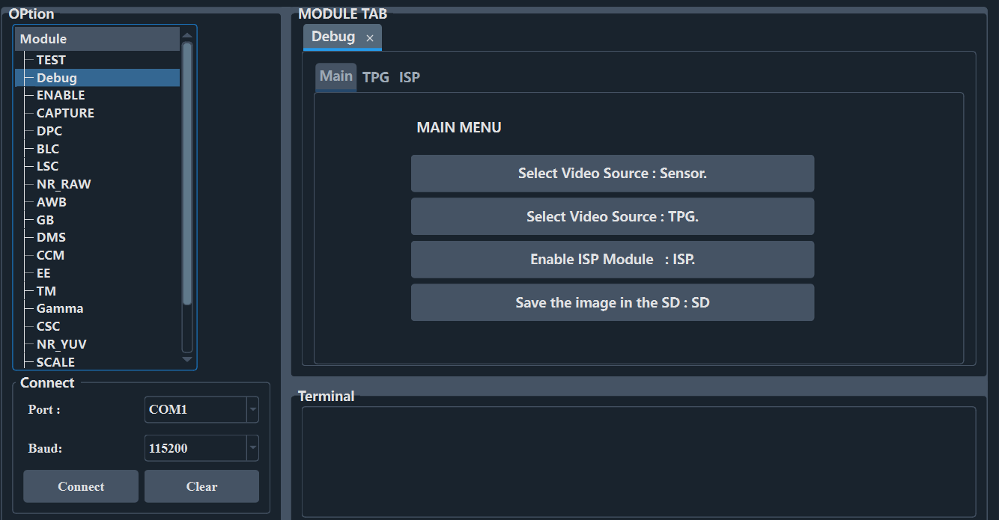 OPtion
Module
TEST
Debug
ENABLE
CAPTURE
DPC
BLC
LSC
NR_RAW
AWB
GB
DMS
CCM
EE
TM
Gamma
CSC
NR_YUV
SCALE
Connect
Port :
COM1
Baud:
115200
Connect Clear
MODULE TAB
Debug ×
Main TPG ISP
MAIN MENU
Select Video Source : Sensor.
Select Video Source : TPG.
Enable ISP Module : ISP.
Save the image in the SD : SD
Terminal